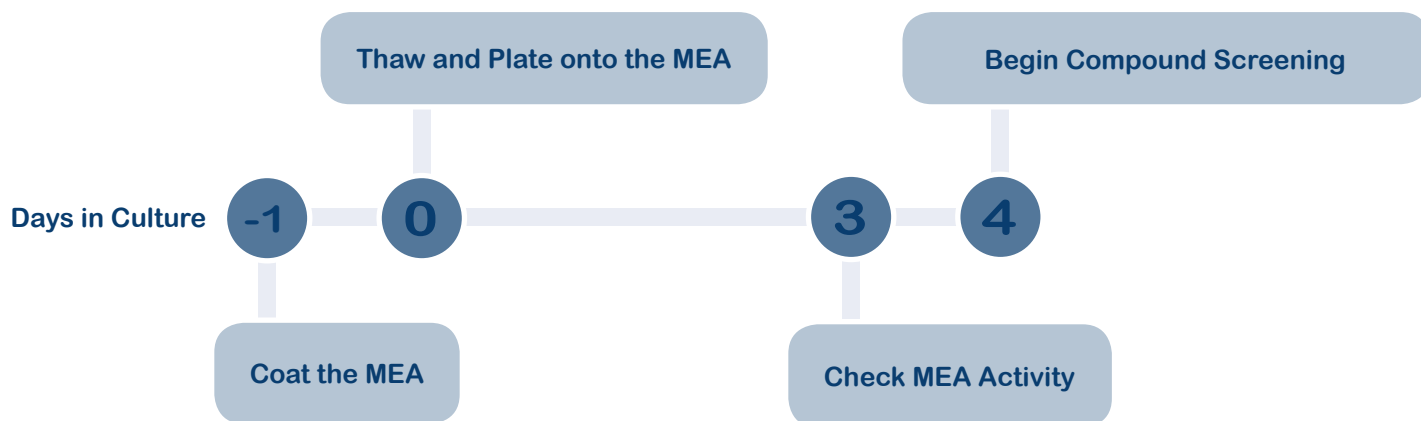 Thaw and Plate onto the MEA
Begin Compound Screening
Days in Culture
-1
0
3
4
Coat the MEA
Check MEA Activity